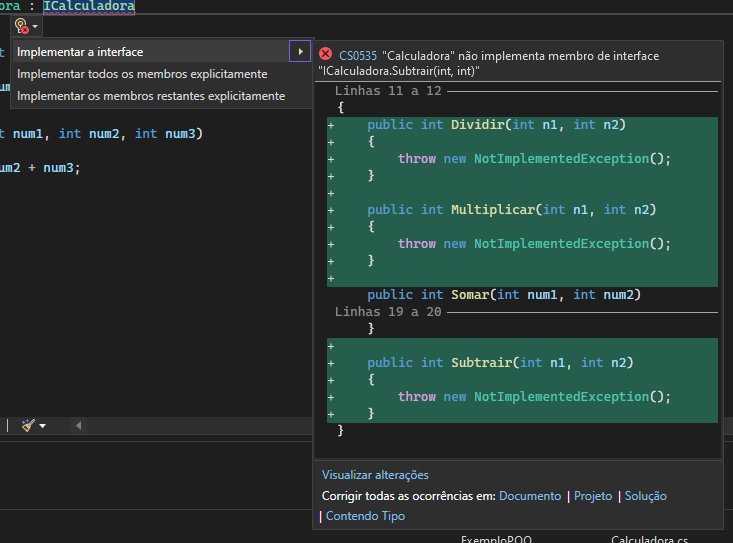 ora : ICalculadora
Implementar a interface
Implementar todos os membros explicitamente
Implementar os membros restantes explicitamente
t num1, int num2, int num3)
um2 + num3;
CS0535 "Calculadora" não implementa membro de interface
"ICalculadora.Subtrair(int, int)"
Linhas 11 a 12
{
+ public int Dividir(int n1, int n2)
+ {
+ throw new NotImplementedException();
+ }
+
+ public int Multiplicar(int n1, int n2)
+ {
+ throw new NotImplementedException();
+ }
+
public int Somar(int num1, int num2)
Linhas 19 a 20
}
+
+ public int Subtrair(int n1, int n2)
+ {
+ throw new NotImplementedException();
+ }
}
Visualizar alterações
Corrigir todas as ocorrências em: Documento | Projeto | Solução
| Contendo Tipo
ExemploPOO Calculadora.cs